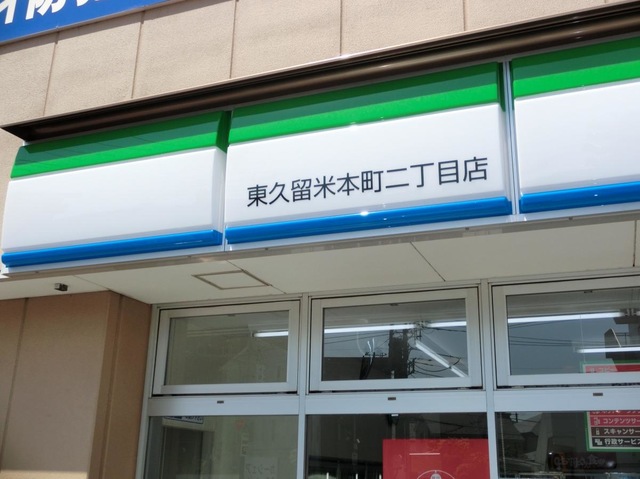 東久留米本町二丁目店
コンテンツサー
スキャンサー
行政サービス